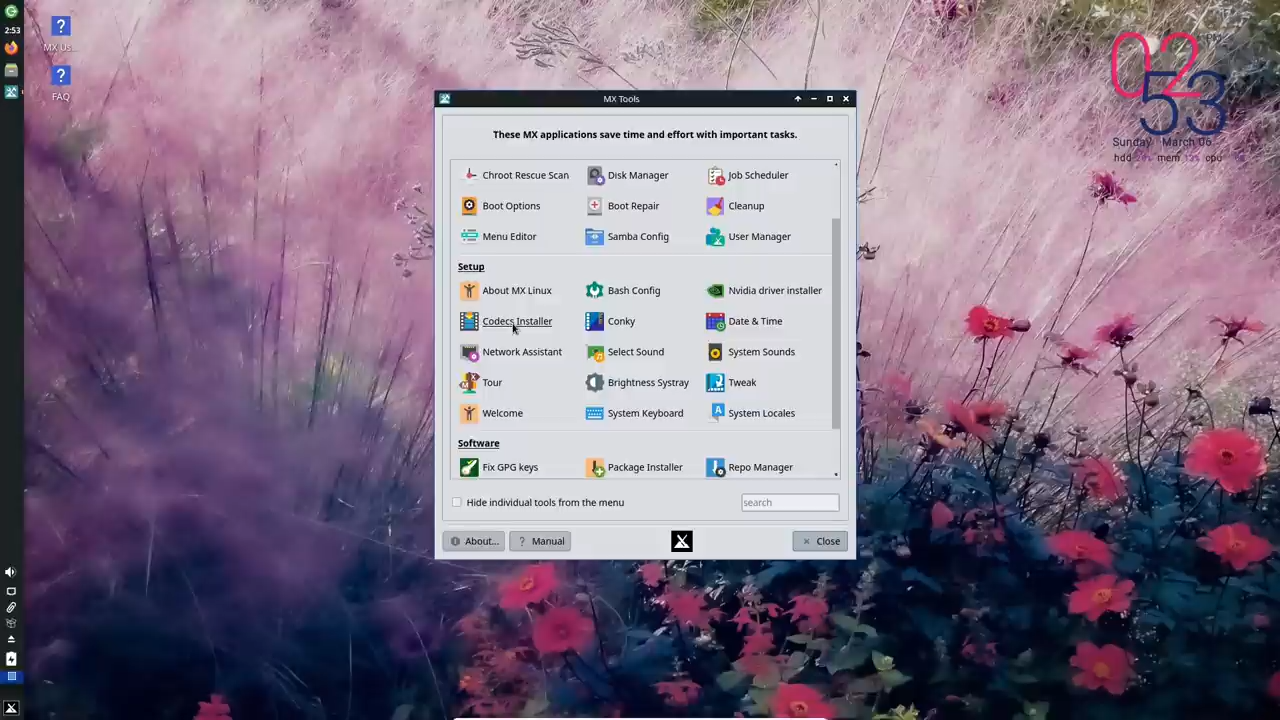 2:53
MX Us...
FAQ
MX Tools
These MX applications save time and effort with important tasks.
Chroot Rescue Scan
Disk Manager
Job Scheduler
Boot Options
Boot Repair
Cleanup
Menu Editor
Samba Config
User Manager
Setup
About MX Linux
Bash Config
Nvidia driver installer
Codecs Installer
Conky
Date & Time
Network Assistant
Select Sound
System Sounds
Tour
Brightness Systray
Tweak
Welcome
System Keyboard
System Locales
Software
Fix GPG keys
Package Installer
Repo Manager
Hide individual tools from the menu
search
About...
Manual
Close
02
PM
53
Sunday March 06
hdd mem cpu